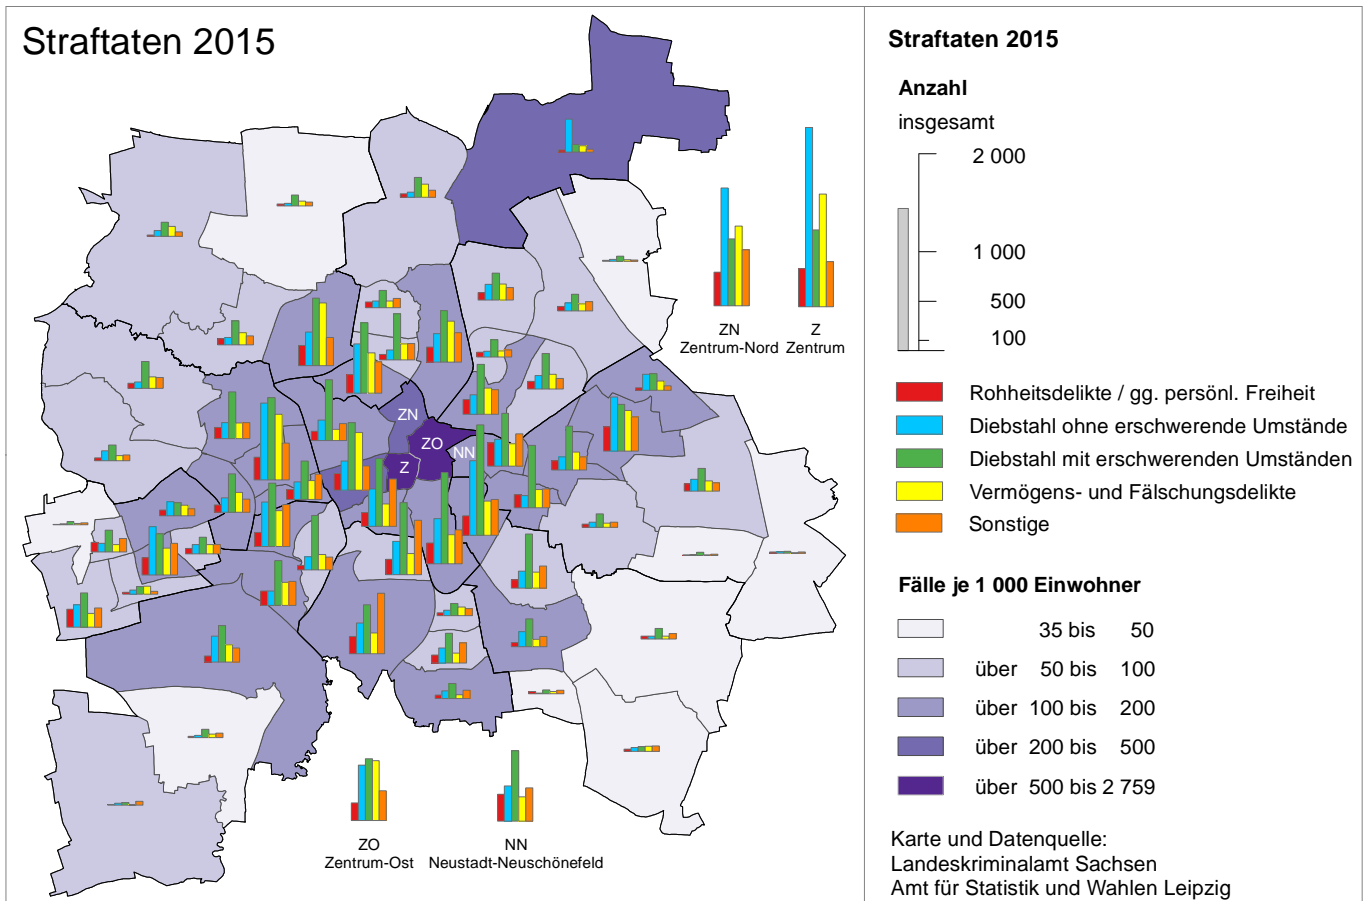 Straftaten 2015
ZN
ZO
Z
NN
ZN
Zentrum-Nord
Z
Zentrum
ZO
Zentrum-Ost
NN
Neustadt-Neuschönefeld
Straftaten 2015
Anzahl
insgesamt
2 000
1 000
500
100
Rohheitsdelikte / gg. persönl. Freiheit
Diebstahl ohne erschwerende Umstände
Diebstahl mit erschwerenden Umständen
Vermögens- und Fälschungsdelikte
Sonstige
Fälle je 1 000 Einwohner
35 bis 50
über 50 bis 100
über 100 bis 200
über 200 bis 500
über 500 bis 2 759
Karte und Datenquelle:
Landeskriminalamt Sachsen
Amt für Statistik und Wahlen Leipzig